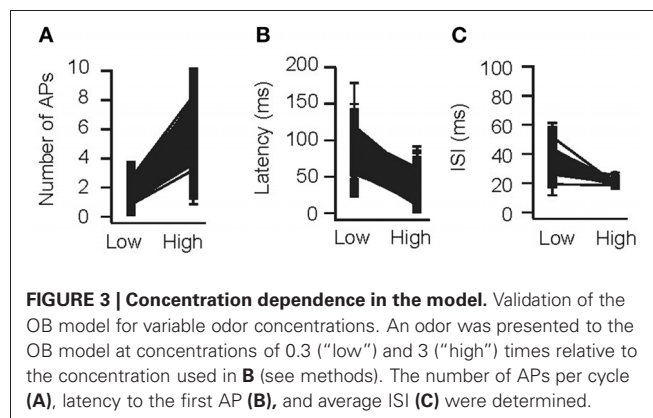 A
B
C
10
8
6
4
2
0
Number of APs
Low
High
200
150
100
50
0
Latency (ms)
Low
High
100
80
60
40
20
0
ISI (ms)
Low
High
FIGURE 3 | Concentration dependence in the model. Validation of the
OB model for variable odor concentrations. An odor was presented to the
OB model at concentrations of 0.3 (“low”) and 3 (“high”) times relative to
the concentration used in B (see methods). The number of APs per cycle
(A), latency to the first AP (B), and average ISI (C) were determined.